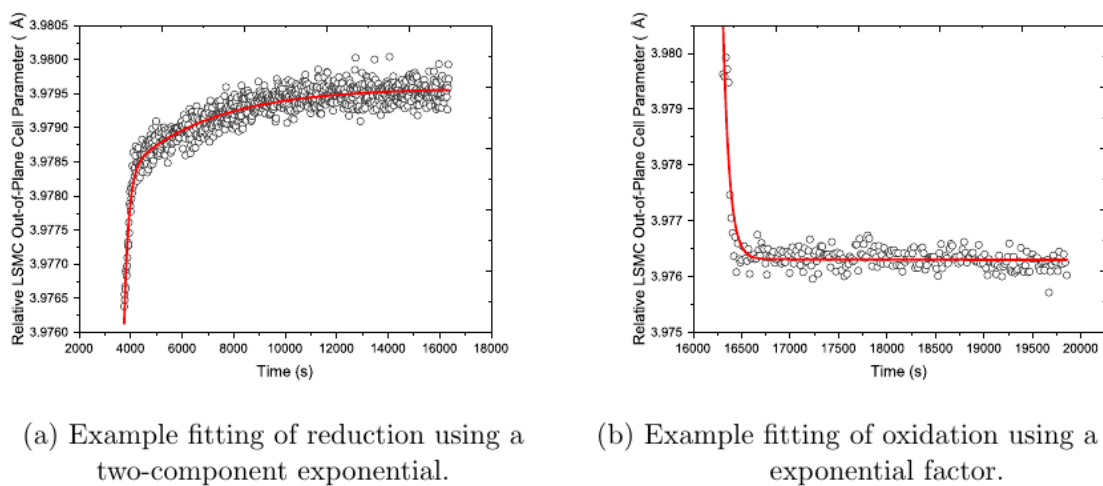 3.9805
3.9800
3.9795
3.9790
3.9785
3.9780
3.9775
3.9770
3.9765
3.9760
Relative LSMC Out-of-Plane Cell Parameter ( Å)
2000 4000 6000 8000 10000 12000 14000 16000 18000
Time (s)
3.980
3.979
3.978
3.977
3.976
3.975
Relative LSMC Out-of-Plane Cell Parameter ( Å)
16000 16500 17000 17500 18000 18500 19000 19500 20000
Time (s)
(a) Example fitting of reduction using a
two-component exponential.
(b) Example fitting of oxidation using a
exponential factor.